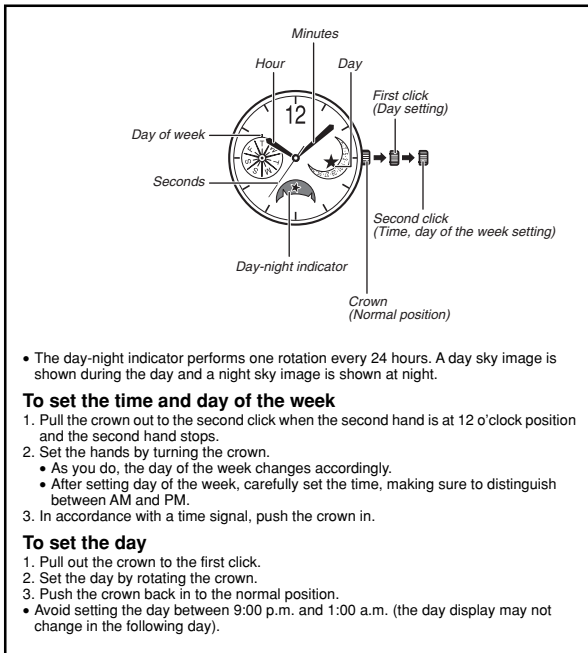 Minutes
Hour
Day
First click
(Day setting)
12
Day of week
Seconds
Second click
(Time, day of the week setting)
Day-night indicator
Crown
(Normal position)
• The day-night indicator performs one rotation every 24 hours. A day sky image is
shown during the day and a night sky image is shown at night.
To set the time and day of the week
1. Pull the crown out to the second click when the second hand is at 12 o’clock position
and the second hand stops.
2. Set the hands by turning the crown.
• As you do, the day of the week changes accordingly.
• After setting day of the week, carefully set the time, making sure to distinguish
between AM and PM.
3. In accordance with a time signal, push the crown in.
To set the day
1. Pull out the crown to the first click.
2. Set the day by rotating the crown.
3. Push the crown back in to the normal position.
• Avoid setting the day between 9:00 p.m. and 1:00 a.m. (the day display may not
change in the following day).